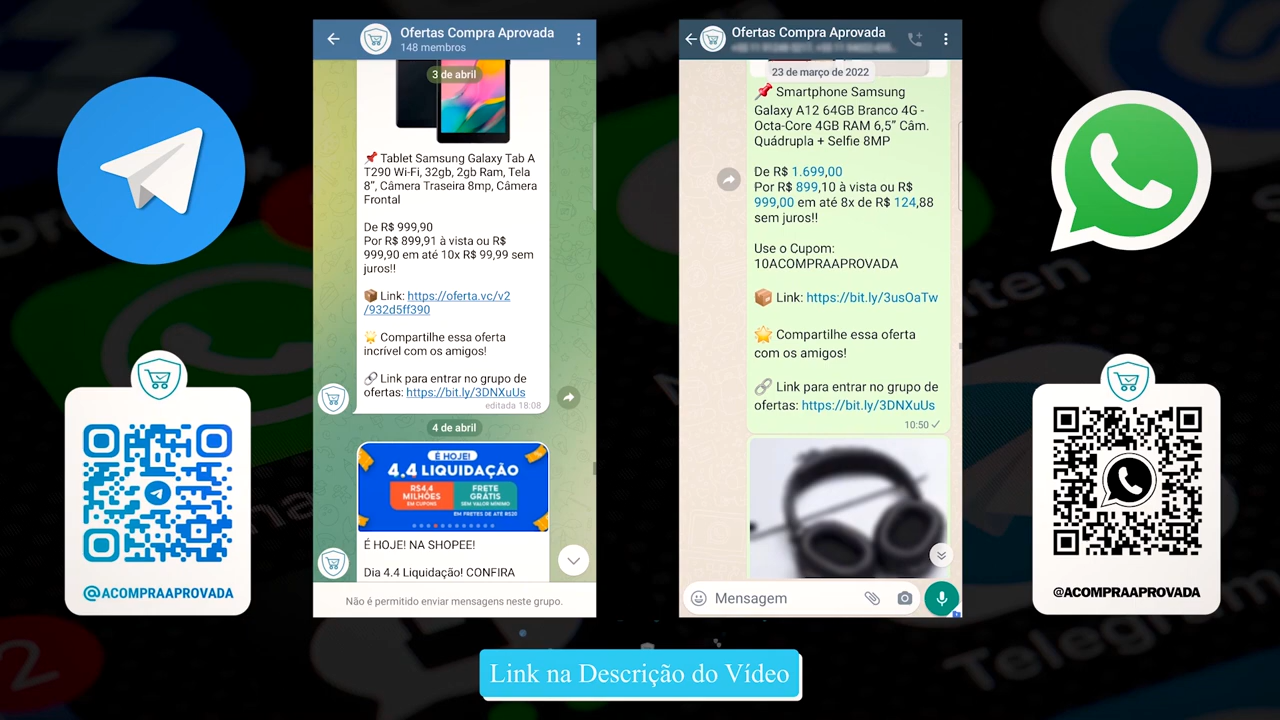 Ofertas Compra Aprovada
148 membros
3 de abril
Tablet Samsung Galaxy Tab A
T290 Wi-Fi, 32gb, 2gb Ram, Tela
8”, Câmera Traseira 8mp, Câmera
Frontal
De R$ 999,90
Por R$ 899,91 à vista ou R$
999,90 em até 10x R$ 99,99 sem
juros!!
Link: https://oferta.vc/v2
/932d5ff390
Compartilhe essa oferta
incrível com os amigos!
Link para entrar no grupo de
ofertas: https://bit.ly/3DNXuUs
editada 18:08
4 de abril
É HOJE!
4.4 LIQUIDAÇÃO
R$4,4
MILHÕES
EM CUPONS
FRETE
GRÁTIS
SEM VALOR MÍNIMO
EM FRETES DE ATÉ R$20
É HOJE! NA SHOPEE!
Dia 4.4 Liquidação! CONFIRA
Não é permitido enviar mensagens neste grupo.
Ofertas Compra Aprovada
23 de março de 2022
Smartphone Samsung
Galaxy A12 64GB Branco 4G -
Octa-Core 4GB RAM 6,5” Câm.
Quádrupla + Selfie 8MP
De R$ 1.699,00
Por R$ 899,10 à vista ou R$
999,00 em até 8x de R$ 124,88
sem juros!!
Use o Cupom:
10ACOMPRAAPROVADA
Link: https://bit.ly/3usOaTw
Compartilhe essa oferta
com os amigos!
Link para entrar no grupo de
ofertas: https://bit.ly/3DNXuUs
10:50
Mensagem
@ACOMPRAAPROVADA
@ACOMPRAAPROVADA
2
Telegram
Link na Descrição do Vídeo